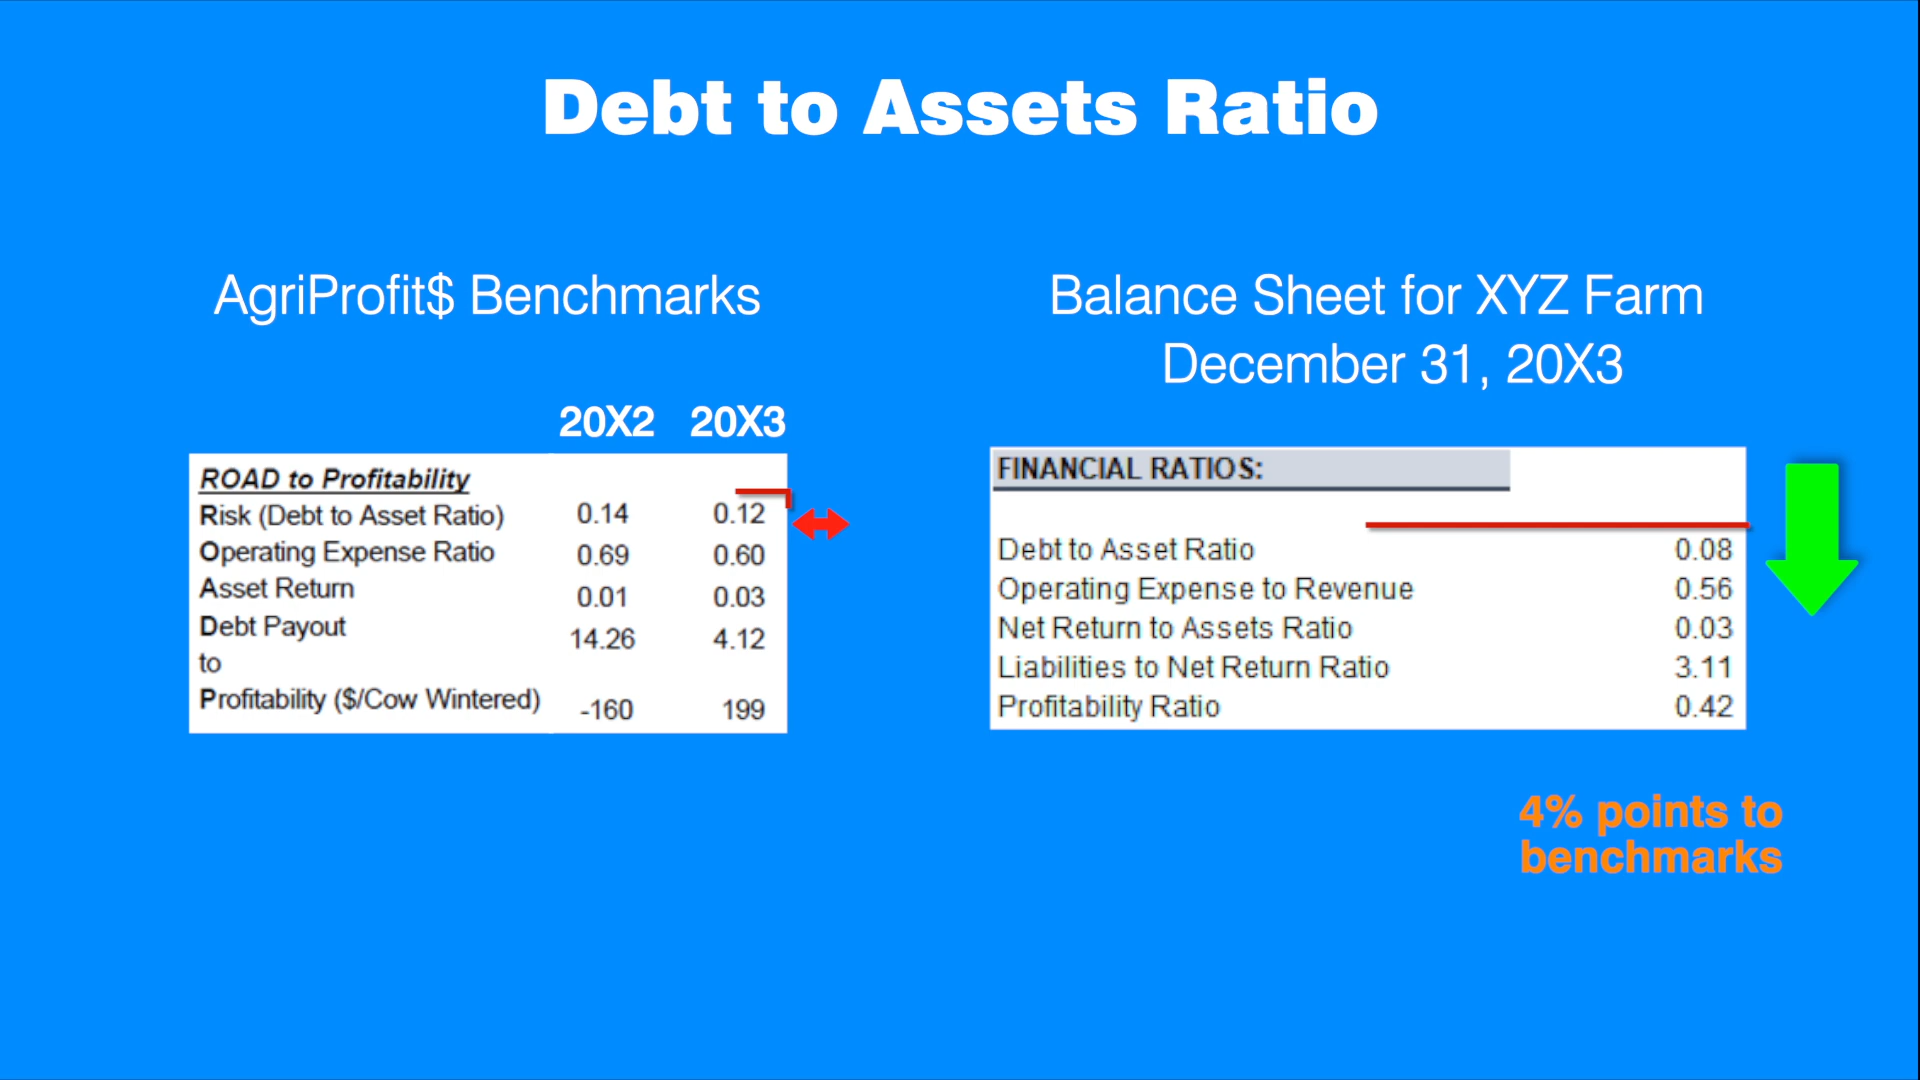 Debt to Assets Ratio
AgriProfit$ Benchmarks
20X2 20X3
ROAD to Profitability
Risk (Debt to Asset Ratio) 0.14 0.12
Operating Expense Ratio 0.69 0.60
Asset Return 0.01 0.03
Debt Payout 14.26 4.12
to
Profitability ($/Cow Wintered) -160 199
Balance Sheet for XYZ Farm
December 31, 20X3
FINANCIAL RATIOS:
Debt to Asset Ratio 0.08
Operating Expense to Revenue 0.56
Net Return to Assets Ratio 0.03
Liabilities to Net Return Ratio 3.11
Profitability Ratio 0.42
4% points to
benchmarks